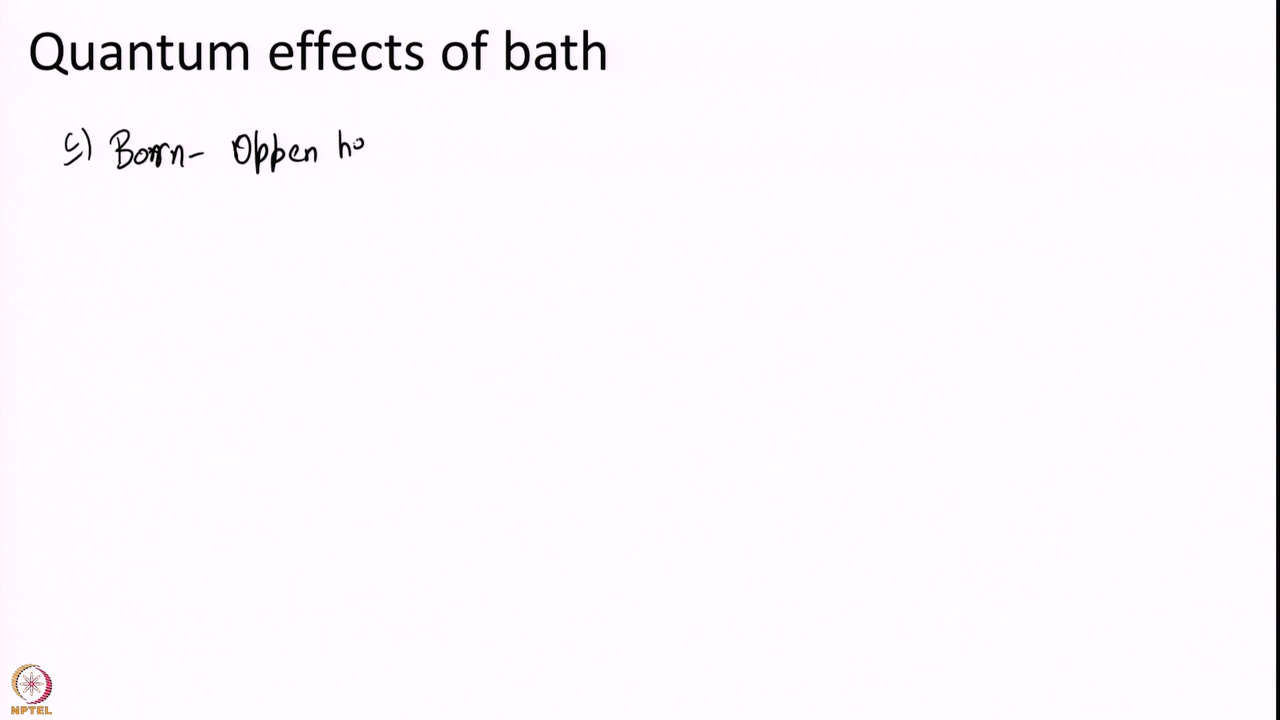 Quantum effects of bath
c) Born- Oppen ho
NPTEL